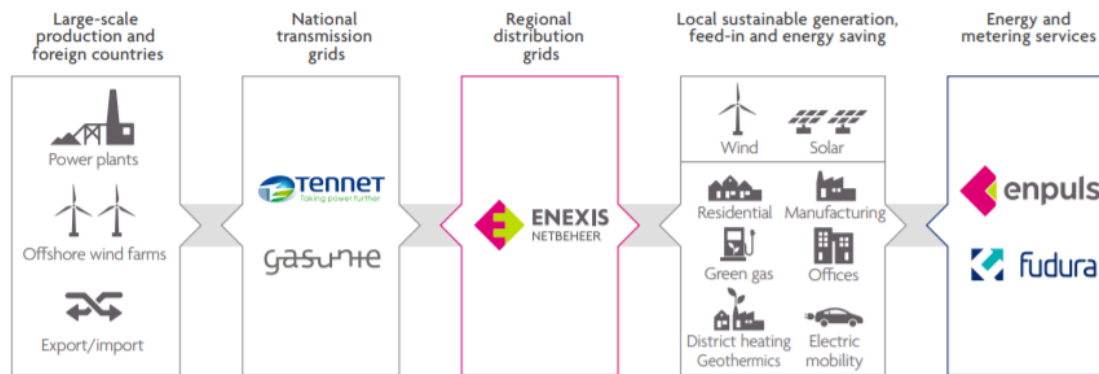 Large-scale
production and
foreign countries
National
transmission
grids
Regional
distribution
grids
Local sustainable generation,
feed-in and energy saving
Energy and
metering services
Power plants
Offshore wind farms
Export/import
TenneT
Taking power further
gasunie
ENEXIS
NETBEHEER
Wind
Solar
Residential
Manufacturing
Green gas
Offices
District heating
Geothermics
Electric
mobility
enpuls
fudura